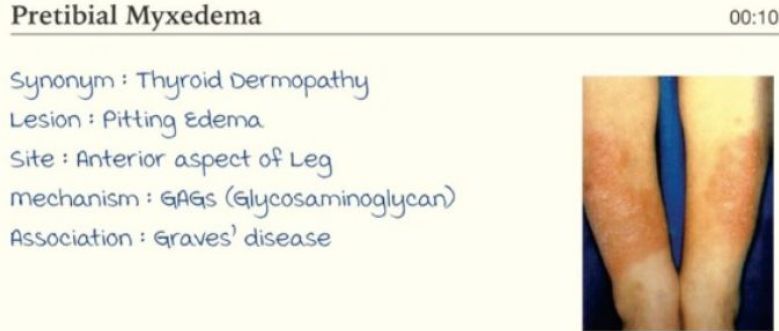 Pretibial Myxedema
00:10
Synonym : Thyroid Dermopathy
Lesion : Pitting Edema
Site : Anterior aspect of Leg
mechanism : GAGs (Glycosaminoglycan)
Association : Graves' disease